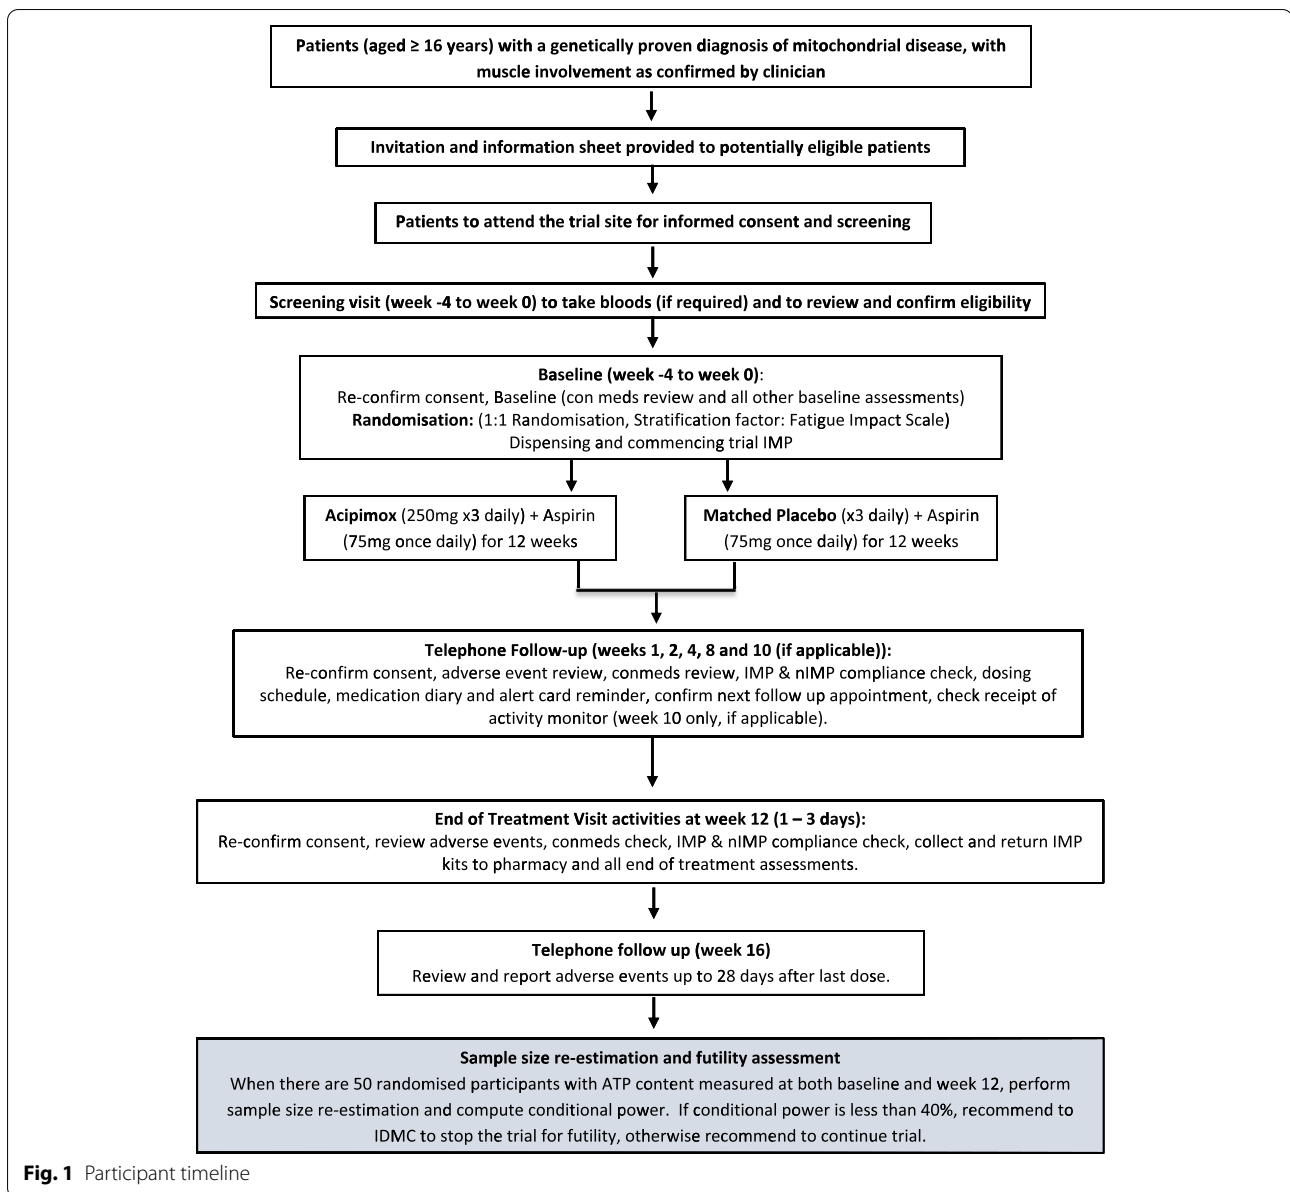 Patients (aged ≥ 16 years) with a genetically proven diagnosis of mitochondrial disease, with
muscle involvement as confirmed by clinician
Invitation and information sheet provided to potentially eligible patients
Patients to attend the trial site for informed consent and screening
Screening visit (week -4 to week 0) to take bloods (if required) and to review and confirm eligibility
Baseline (week -4 to week 0):
Re-confirm consent, Baseline (con meds review and all other baseline assessments)
Randomisation: (1:1 Randomisation, Stratification factor: Fatigue Impact Scale)
Dispensing and commencing trial IMP
Acipimox (250mg x3 daily) + Aspirin
(75mg once daily) for 12 weeks
Matched Placebo (x3 daily) + Aspirin
(75mg once daily) for 12 weeks
Telephone Follow-up (weeks 1, 2, 4, 8 and 10 (if applicable)):
Re-confirm consent, adverse event review, conmeds review, IMP & nIMP compliance check, dosing
schedule, medication diary and alert card reminder, confirm next follow up appointment, check receipt of
activity monitor (week 10 only, if applicable).
End of Treatment Visit activities at week 12 (1 – 3 days):
Re-confirm consent, review adverse events, conmeds check, IMP & nIMP compliance check, collect and return IMP
kits to pharmacy and all end of treatment assessments.
Telephone follow up (week 16)
Review and report adverse events up to 28 days after last dose.
Sample size re-estimation and futility assessment
When there are 50 randomised participants with ATP content measured at both baseline and week 12, perform
sample size re-estimation and compute conditional power. If conditional power is less than 40%, recommend to
IDMC to stop the trial for futility, otherwise recommend to continue trial.
Fig. 1 Participant timeline